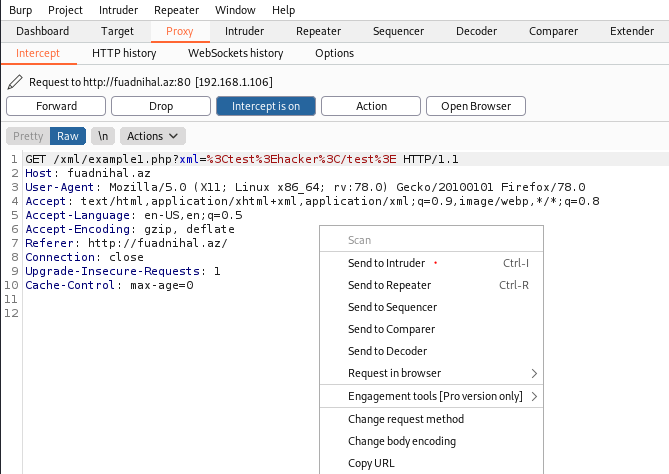 Burp Project Intruder Repeater Window Help
Dashboard Target Proxy Intruder Repeater Sequencer Decoder Comparer Extender
Intercept HTTP history WebSockets history Options
Request to http://fuadnihal.az:80 [192.168.1.106]
Forward Drop Intercept is on Action Open Browser
Pretty Raw \n Actions
1 GET /xml/example1.php?xml=%3Ctest%3Ehacker%3C/test%3E HTTP/1.1
2 Host: fuadnihal.az
3 User-Agent: Mozilla/5.0 (X11; Linux x86_64; rv:78.0) Gecko/20100101 Firefox/78.0
4 Accept: text/html,application/xhtml+xml,application/xml;q=0.9,image/webp,*/*;q=0.8
5 Accept-Language: en-US,en;q=0.5
6 Accept-Encoding: gzip, deflate
7 Referer: http://fuadnihal.az/
8 Connection: close
9 Upgrade-Insecure-Requests: 1
10 Cache-Control: max-age=0
11
12
Scan
Send to Intruder Ctrl-I
Send to Repeater Ctrl-R
Send to Sequencer
Send to Comparer
Send to Decoder
Request in browser
Engagement tools [Pro version only]
Change request method
Change body encoding
Copy URL